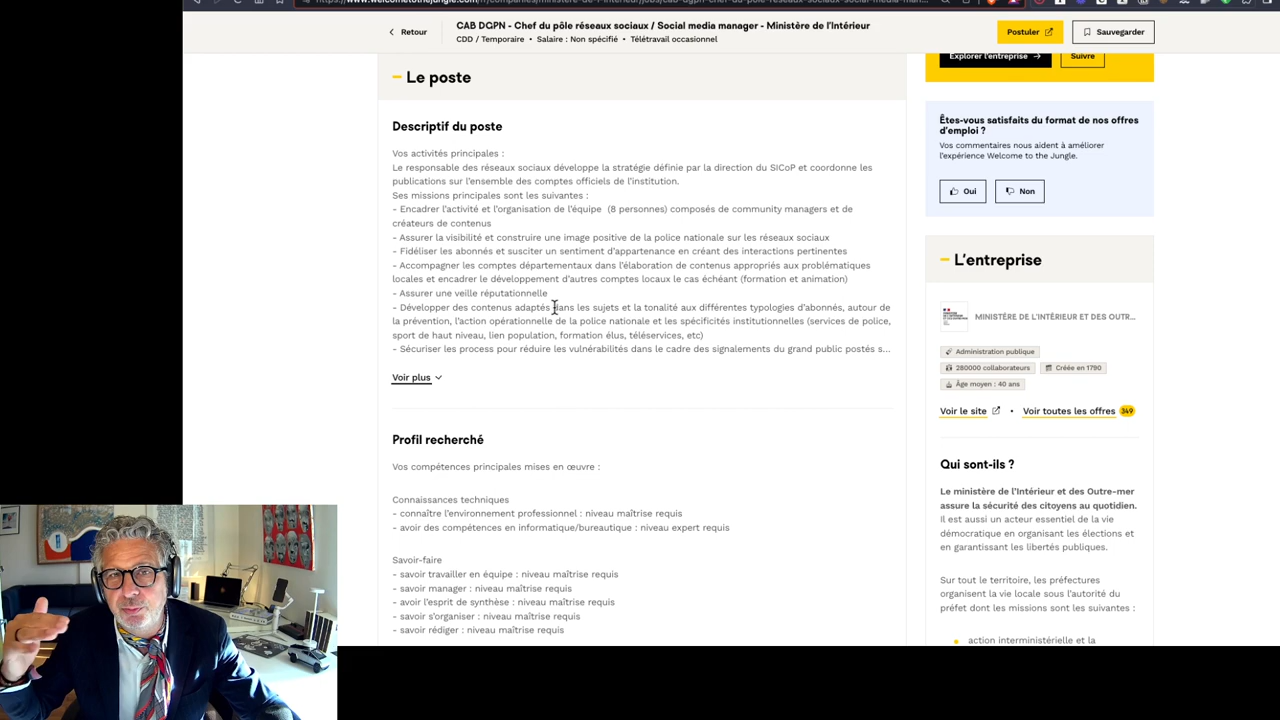 Retour
CAB DGPN - Chef du pôle réseaux sociaux / Social media manager - Ministère de l'Intérieur
CDD / Temporaire • Salaire : Non spécifié • Télétravail occasionnel
Postuler
Sauvegarder
Le poste
Descriptif du poste
Vos activités principales :
Le responsable des réseaux sociaux développe la stratégie définie par la direction du SICoP et coordonne les
publications sur l'ensemble des comptes officiels de l'institution.
Ses missions principales sont les suivantes :
- Encadrer l'activité et l'organisation de l'équipe (8 personnes) composés de community managers et de
créateurs de contenus
- Assurer la visibilité et construire une image positive de la police nationale sur les réseaux sociaux
- Fidéliser les abonnés et susciter un sentiment d'appartenance en créant des interactions pertinentes
- Accompagner les comptes départementaux dans l'élaboration de contenus appropriés aux problématiques
locales et encadrer le développement d'autres comptes locaux le cas échéant (formation et animation)
- Assurer une veille réputationnelle
- Développer des contenus adaptés dans les sujets et la tonalité aux différentes typologies d'abonnés, autour de
la prévention, l'action opérationnelle de la police nationale et les spécificités institutionnelles (services de police,
sport de haut niveau, lien population, formation élus, téléservices, etc)
- Sécuriser les process pour réduire les vulnérabilités dans le cadre des signalements du grand public postés s...
Voir plus
Profil recherché
Vos compétences principales mises en œuvre :
Connaissances techniques
- connaître l'environnement professionnel : niveau maîtrise requis
- avoir des compétences en informatique/bureautique : niveau expert requis
Savoir-faire
- savoir travailler en équipe : niveau maîtrise requis
- savoir manager : niveau maîtrise requis
- avoir l'esprit de synthèse : niveau maîtrise requis
- savoir s'organiser : niveau maîtrise requis
- savoir rédiger : niveau maîtrise requis
Explorer l'entreprise →
Suivre
Êtes-vous satisfaits du format de nos offres
d'emploi ?
Vos commentaires nous aident à améliorer
l'expérience Welcome to the Jungle.
Oui
Non
L'entreprise
MINISTÈRE DE L'INTÉRIEUR ET DES OUTR...
Administration publique
280000 collaborateurs
Créée en 1790
Âge moyen : 40 ans
Voir le site • Voir toutes les offres 349
Qui sont-ils ?
Le ministère de l'Intérieur et des Outre-mer
assure la sécurité des citoyens au quotidien.
Il est aussi un acteur essentiel de la vie
démocratique en organisant les élections et
en garantissant les libertés publiques.
Sur tout le territoire, les préfectures
organisent la vie locale sous l'autorité du
préfet dont les missions sont les suivantes :
action interministérielle et la